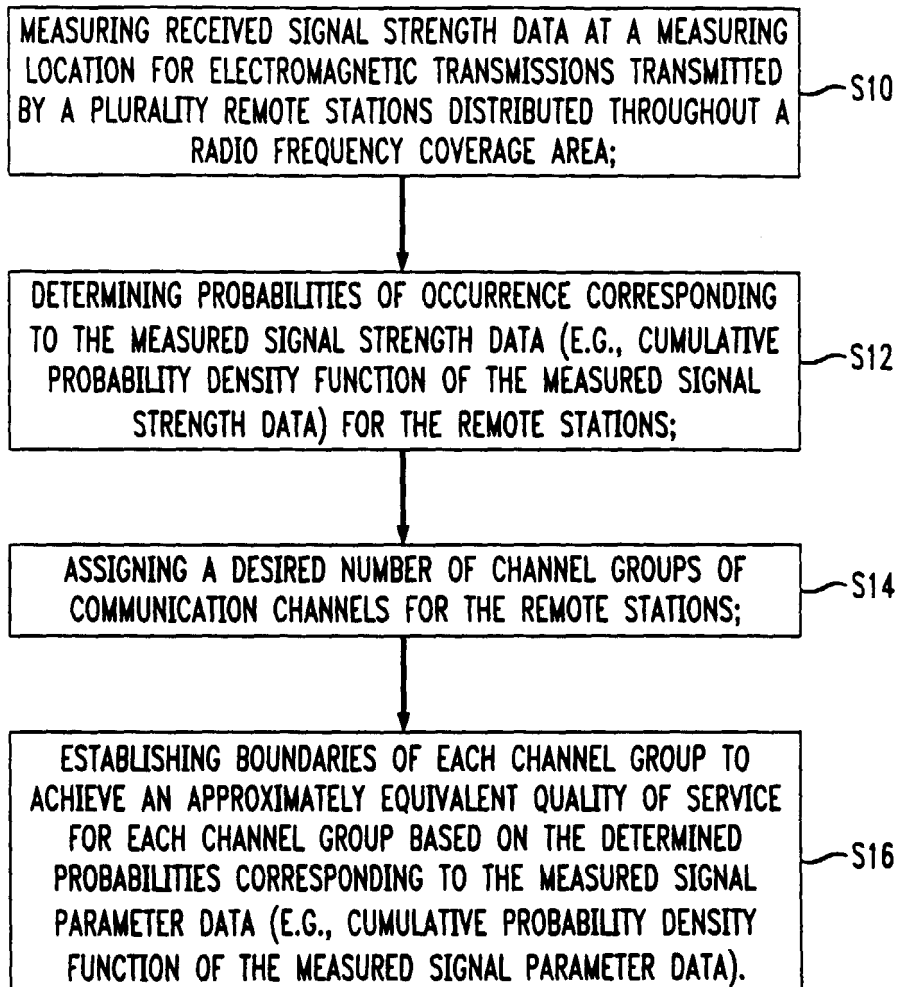 MEASURING RECEIVED SIGNAL STRENGTH DATA AT A MEASURING
LOCATION FOR ELECTROMAGNETIC TRANSMISSIONS TRANSMITTED
BY A PLURALITY REMOTE STATIONS DISTRIBUTED THROUGHOUT A
RADIO FREQUENCY COVERAGE AREA;
S10
DETERMINING PROBABILITIES OF OCCURRENCE CORRESPONDING
TO THE MEASURED SIGNAL STRENGTH DATA (E.G., CUMULATIVE
PROBABILITY DENSITY FUNCTION OF THE MEASURED SIGNAL
STRENGTH DATA) FOR THE REMOTE STATIONS;
S12
ASSIGNING A DESIRED NUMBER OF CHANNEL GROUPS OF
COMMUNICATION CHANNELS FOR THE REMOTE STATIONS;
S14
ESTABLISHING BOUNDARIES OF EACH CHANNEL GROUP TO
ACHIEVE AN APPROXIMATELY EQUIVALENT QUALITY OF SERVICE
FOR EACH CHANNEL GROUP BASED ON THE DETERMINED
PROBABILITIES CORRESPONDING TO THE MEASURED SIGNAL
PARAMETER DATA (E.G., CUMULATIVE PROBABILITY DENSITY
FUNCTION OF THE MEASURED SIGNAL PARAMETER DATA).
S16